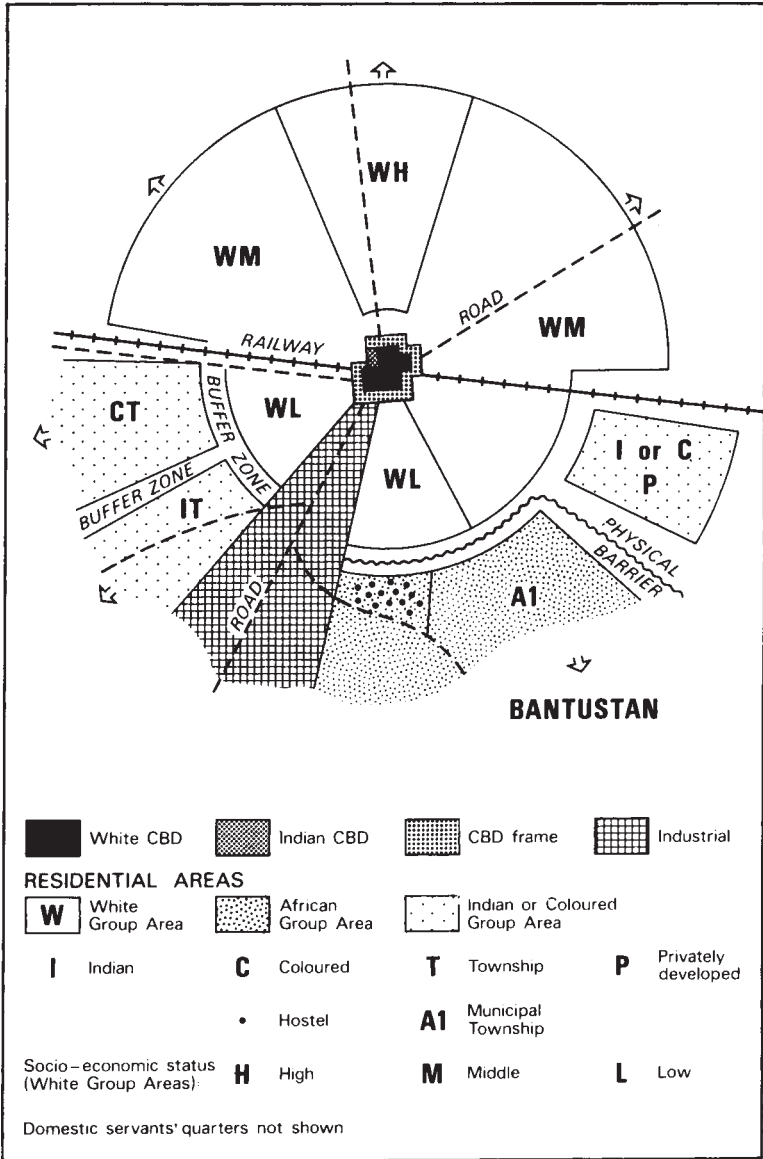 WH
WM
ROAD
WM
RAILWAY
CT
BUFFER ZONE
WL
I or C
P
BUFFER ZONE
IT
WL
PHYSICAL
BARRIER
ROAD
A1
BANTUSTAN
White CBD
Indian CBD
CBD frame
Industrial
RESIDENTIAL AREAS
W White
Group Area
African
Group Area
Indian or Coloured
Group Area
I Indian
C Coloured
T Township
P Privately
developed
• Hostel
A1 Municipal
Township
Socio-economic status
(White Group Areas):
H High
M Middle
L Low
Domestic servants' quarters not shown